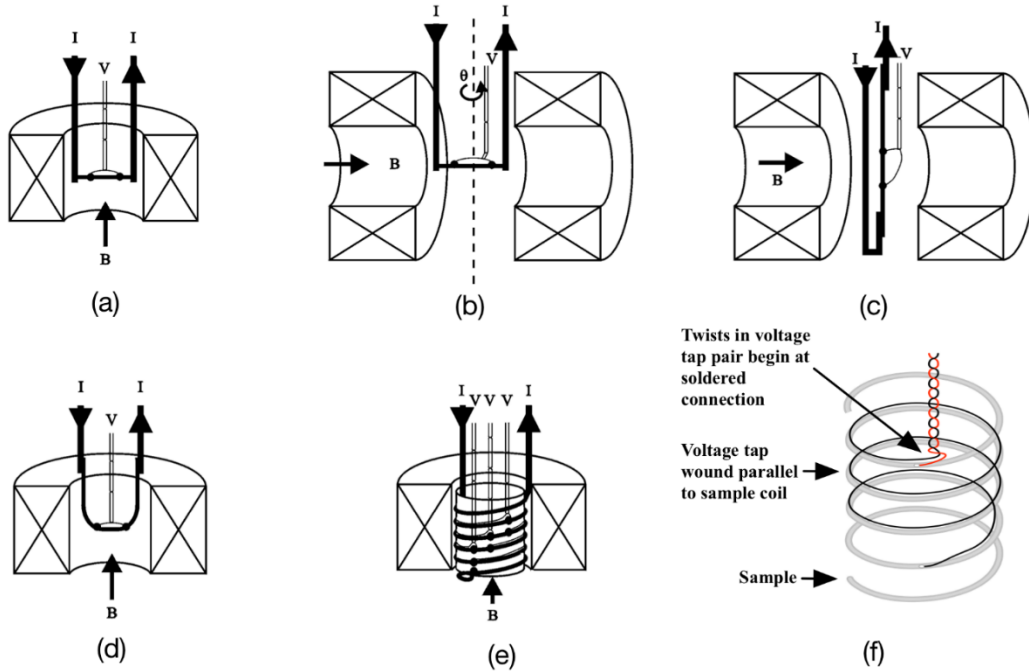 I I
V
B
(a)
I I
V
θ
B
(b)
I
I
V
B
(c)
I I
V
B
(d)
I I
V V V
B
(e)
Twists in voltage
tap pair begin at
soldered
connection
Voltage tap
wound parallel
to sample coil
Sample
(f)